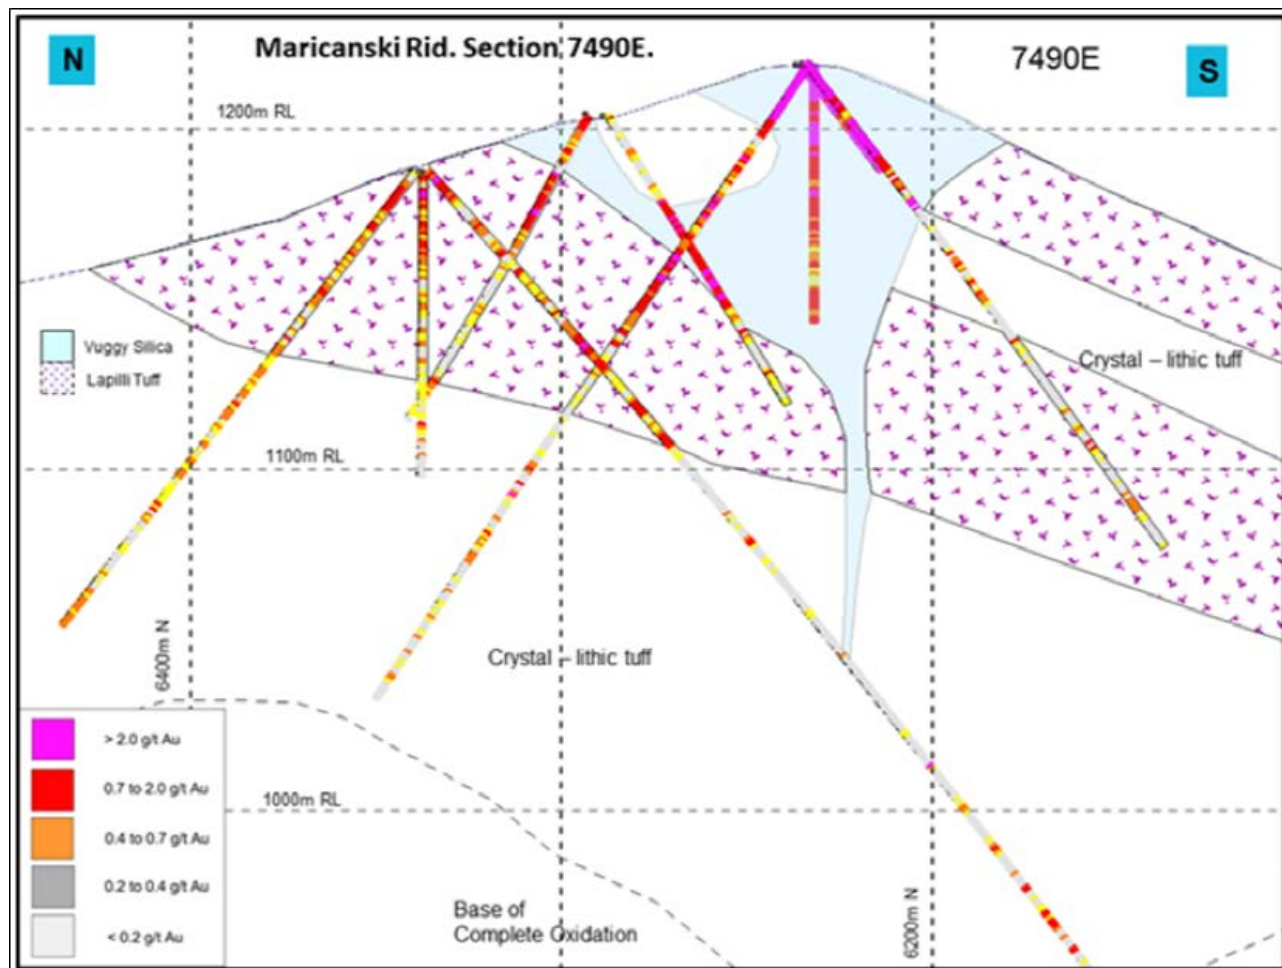 N
Maricanski Rid. Section 7490E.
7490E
S
1200m RL
Vuggy Silica
Lapilli Tuff
Crystal – lithic tuff
1100m RL
6400m N
Crystal – lithic tuff
> 2.0 g/t Au
0.7 to 2.0 g/t Au
0.4 to 0.7 g/t Au
0.2 to 0.4 g/t Au
< 0.2 g/t Au
1000m RL
6200m N
Base of
Complete Oxidation